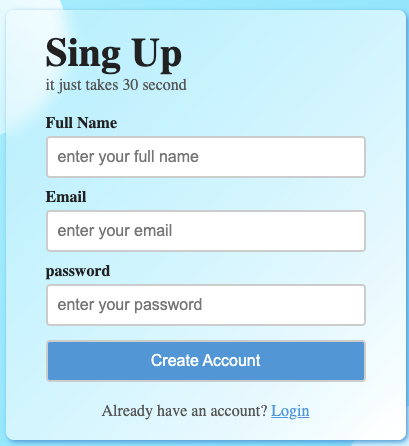 Sing Up
it just takes 30 second
Full Name
enter your full name
Email
enter your email
password
enter your password
Create Account
Already have an account? Login